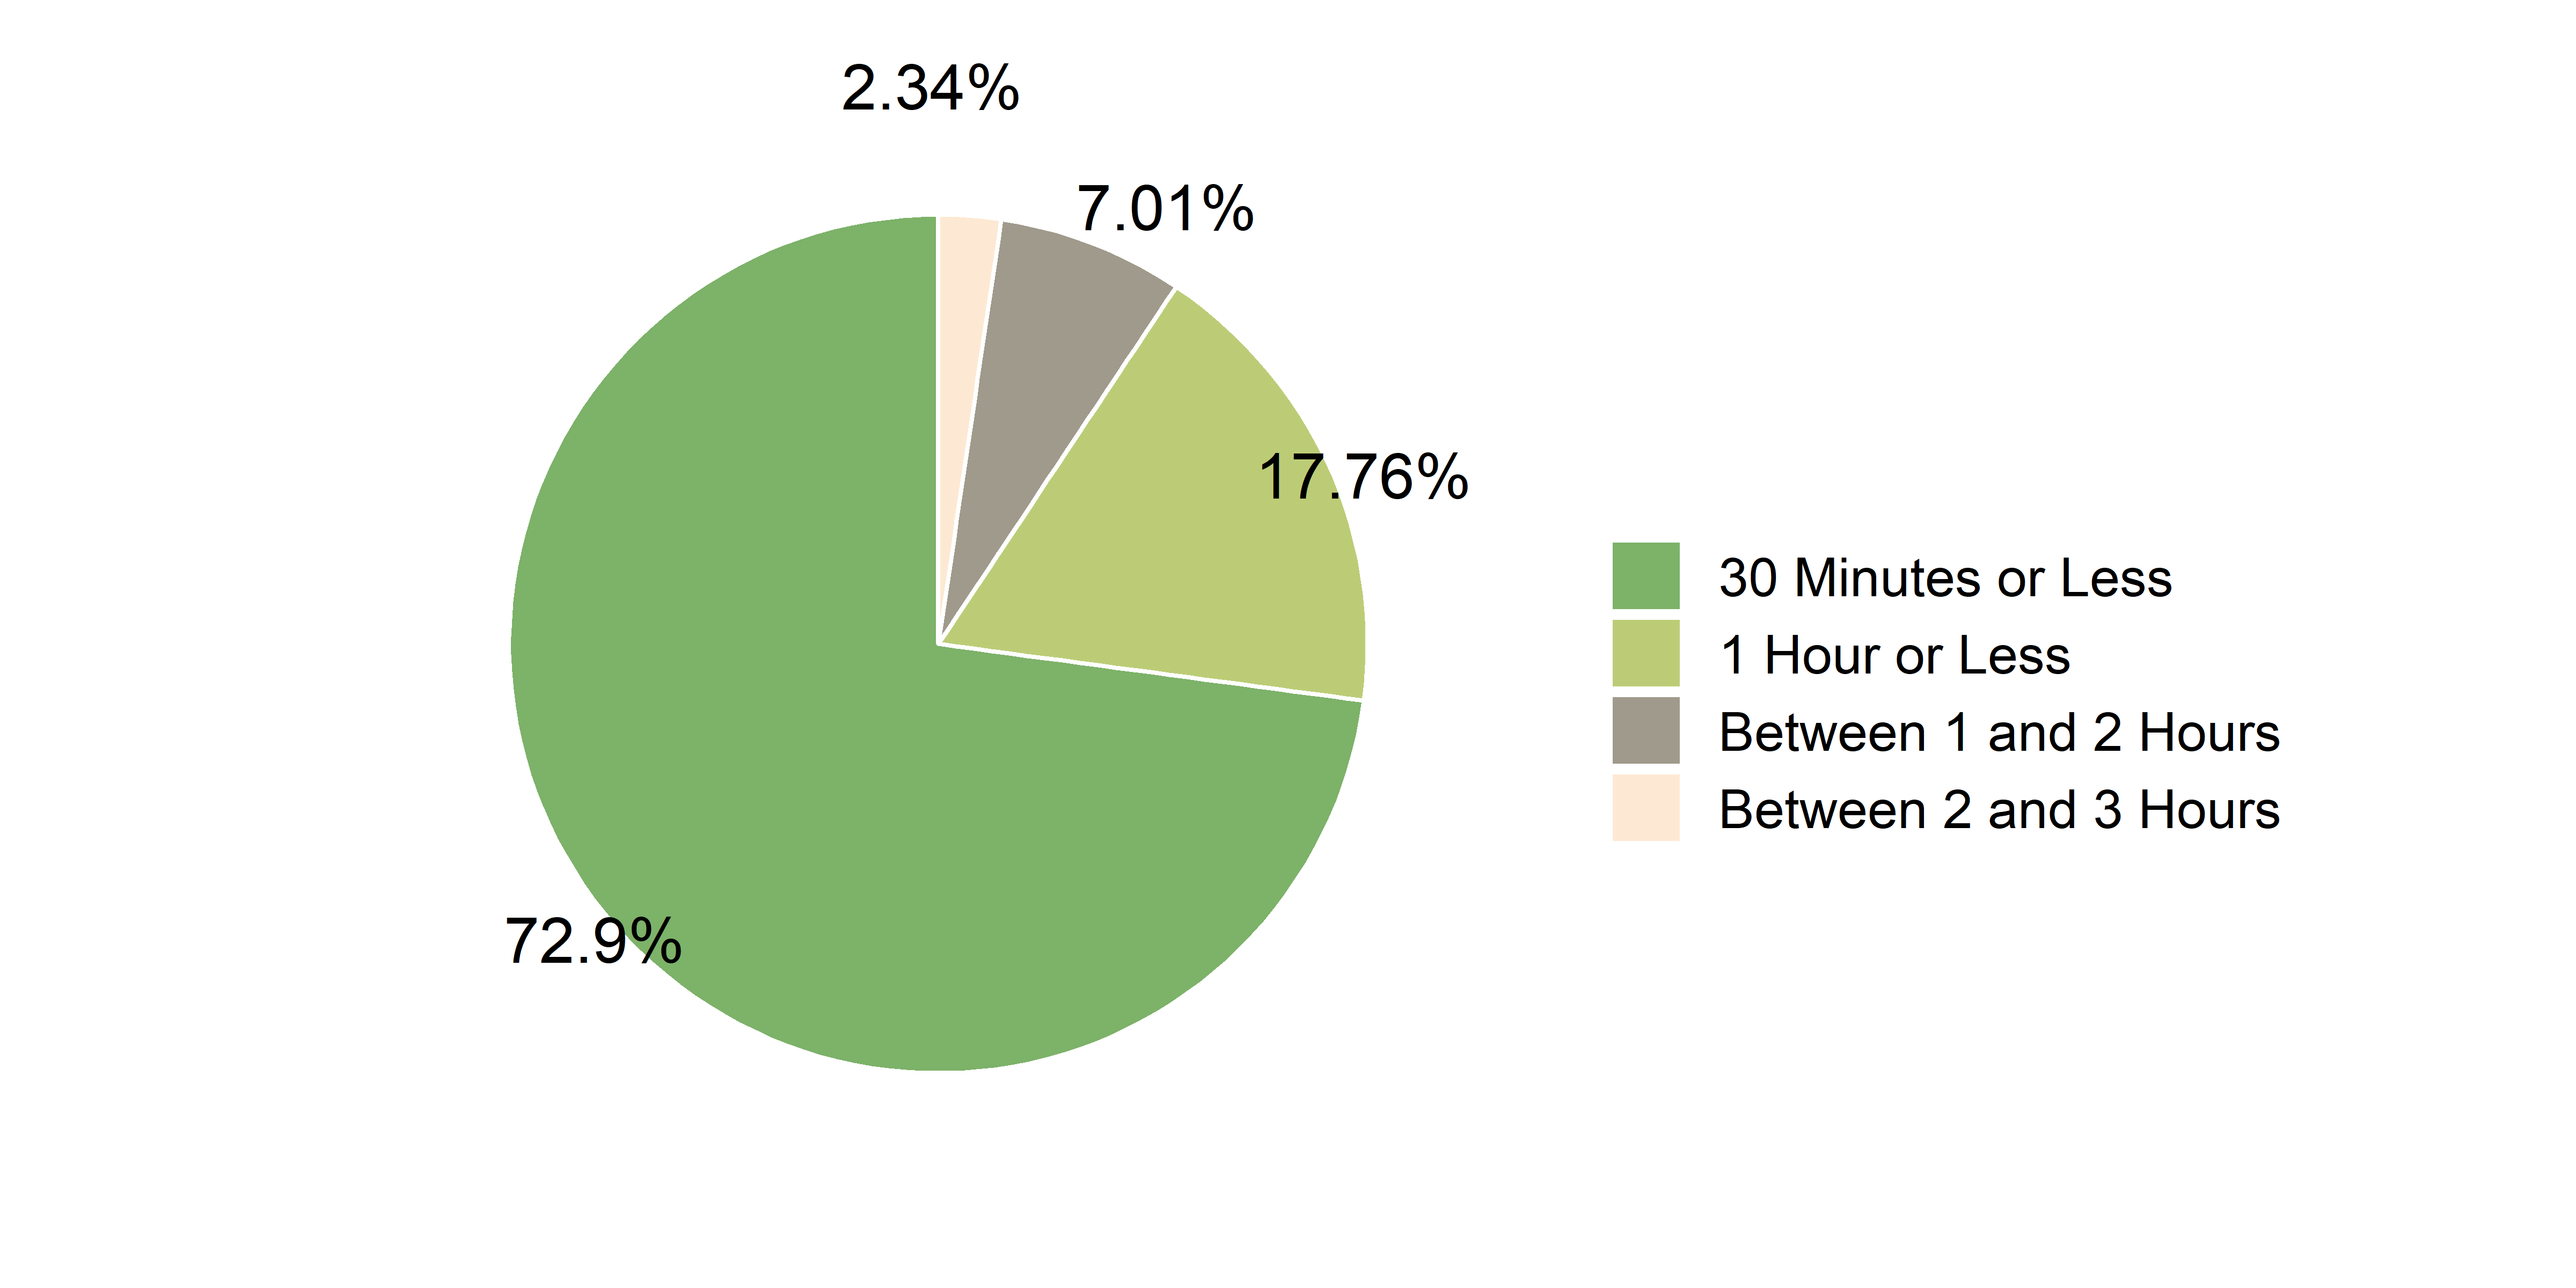 2.34%
7.01%
17.76%
72.9%
30 Minutes or Less
1 Hour or Less
Between 1 and 2 Hours
Between 2 and 3 Hours